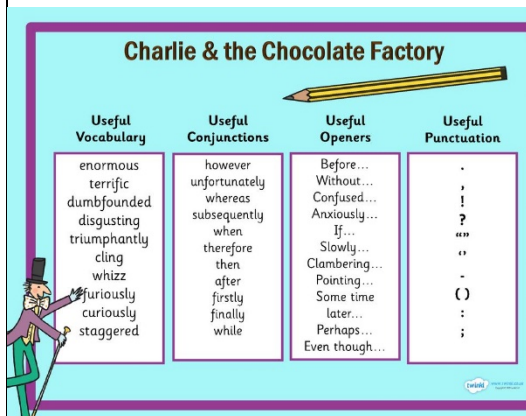 Charlie & the Chocolate Factory
Useful
Vocabulary
enormous
terrific
dumbfounded
disgusting
triumphantly
cling
whizz
furiously
curiously
staggered
Useful
Conjunctions
however
unfortunately
whereas
subsequently
when
therefore
then
after
firstly
finally
while
Useful
Openers
Before...
Without...
Confused...
Anxiously...
If...
Slowly...
Clambering...
Pointing...
Some time
later...
Perhaps...
Even though...
Useful
Punctuation
.
,
!
?
“”
‘’
-
( )
:
;
twinkl